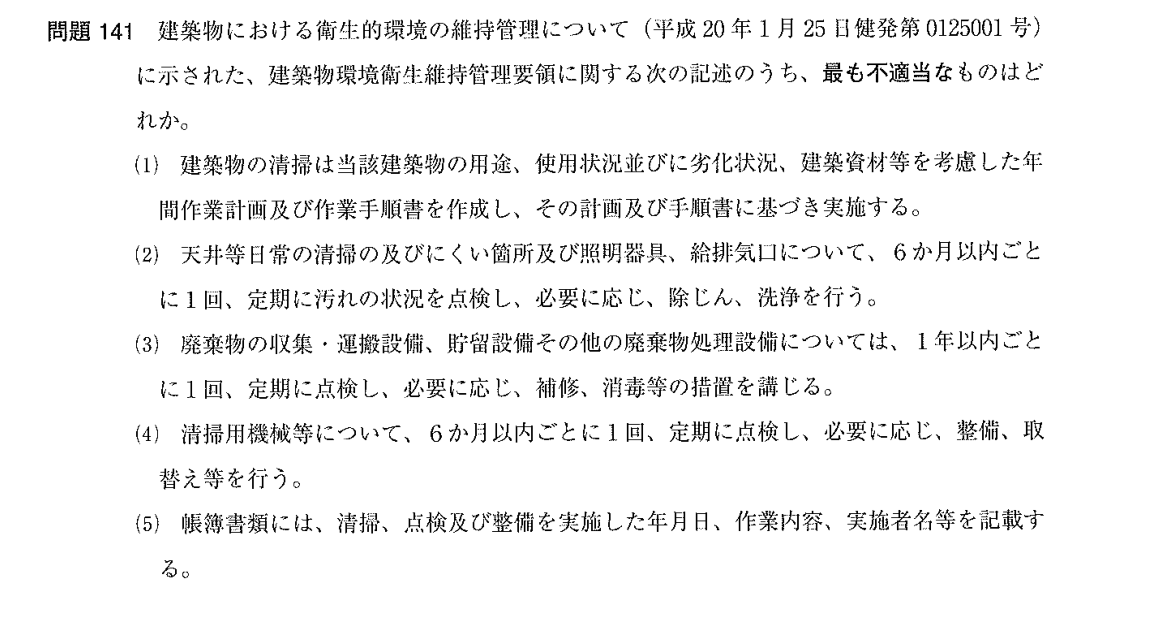 問題 141　建築物における衛生的環境の維持管理について（平成 20 年 1 月 25 日健発第 0125001 号）
に示された、建築物環境衛生維持管理要領に関する次の記述のうち、最も不適当なものはど
れか。
(1)　建築物の清掃は当該建築物の用途、使用状況並びに劣化状況、建築資材等を考慮した年
間作業計画及び作業手順書を作成し、その計画及び手順書に基づき実施する。
(2)　天井等日常の清掃の及びにくい箇所及び照明器具、給排気口について、6 か月以内ごと
に 1 回、定期に汚れの状況を点検し、必要に応じ、除じん、洗浄を行う。
(3)　廃棄物の収集・運搬設備、貯留設備その他の廃棄物処理設備については、1 年以内ごと
に 1 回、定期に点検し、必要に応じ、補修、消毒等の措置を講じる。
(4)　清掃用機械等について、6 か月以内ごとに 1 回、定期に点検し、必要に応じ、整備、取
替え等を行う。
(5)　帳簿書類には、清掃、点検及び整備を実施した年月日、作業内容、実施者名等を記載す
る。